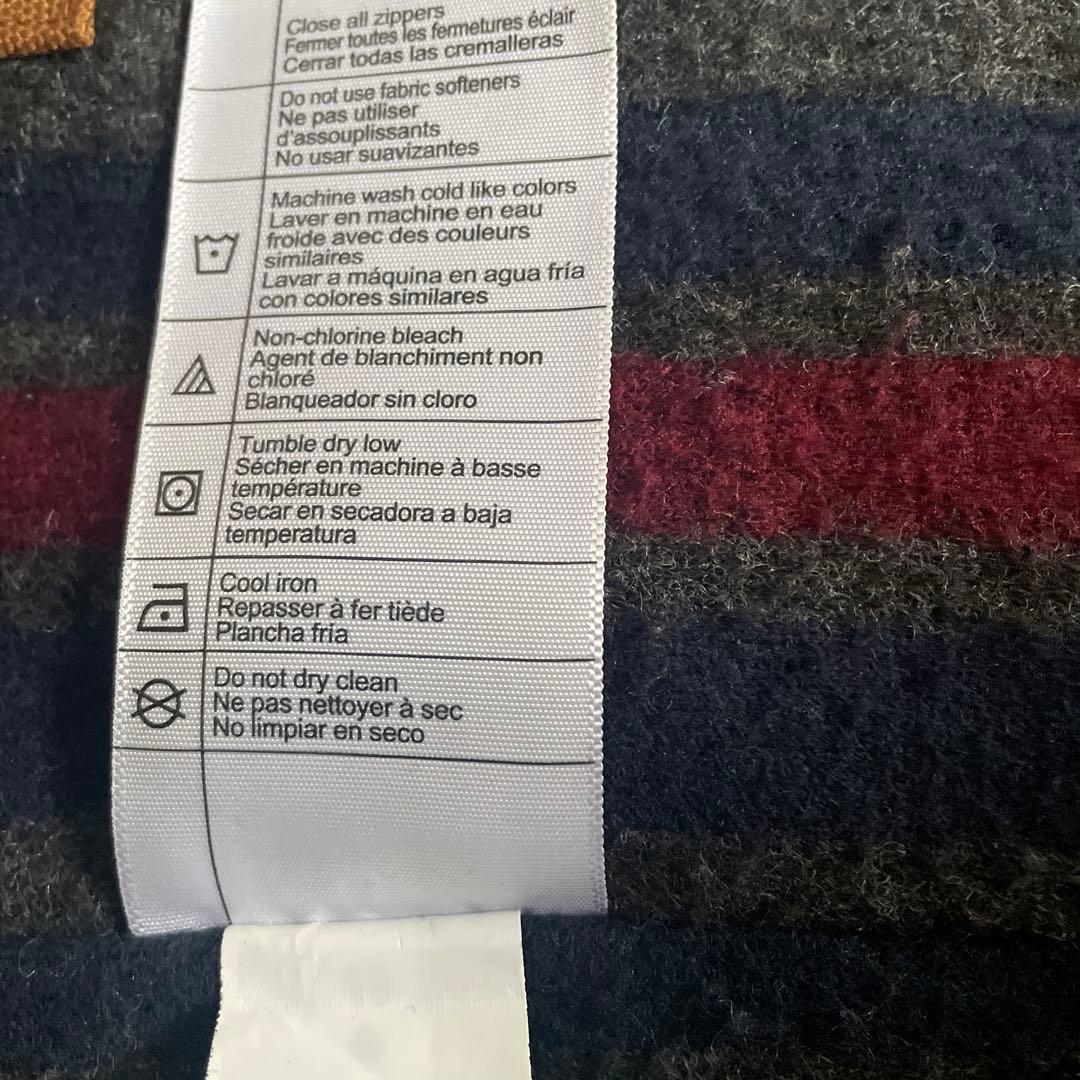 Close all zippers
Fermer toutes les fermetures éclair
Cerrar todas las cremalleras
Do not use fabric softeners
Ne pas utiliser
d'assouplissants
No usar suavizantes
Machine wash cold like colors
Laver en machine en eau
froide avec des couleurs
similaires
Lavar a máquina en agua fría
con colores similares
Non-chlorine bleach
Agent de blanchiment non
chloré
Blanqueador sin cloro
Tumble dry low
Sécher en machine à basse
température
Secar en secadora a baja
temperatura
Cool iron
Repasser à fer tiède
Plancha fría
Do not dry clean
Ne pas nettoyer à sec
No limpiar en seco